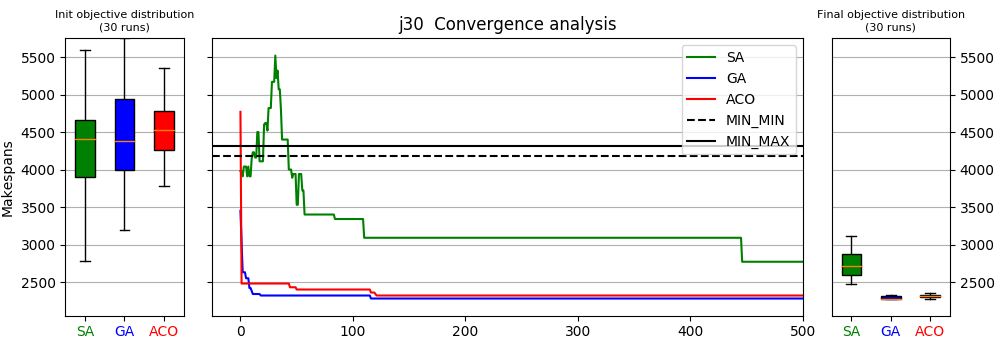 Init objective distribution
(30 runs)
j30  Convergence analysis
Final objective distribution
(30 runs)
Makespans
5500
5000
4500
4000
3500
3000
2500
SA
GA
ACO
SA
GA
ACO
MIN_MIN
MIN_MAX
0
100
200
300
400
500
5500
5000
4500
4000
3500
3000
2500
SA
GA
ACO